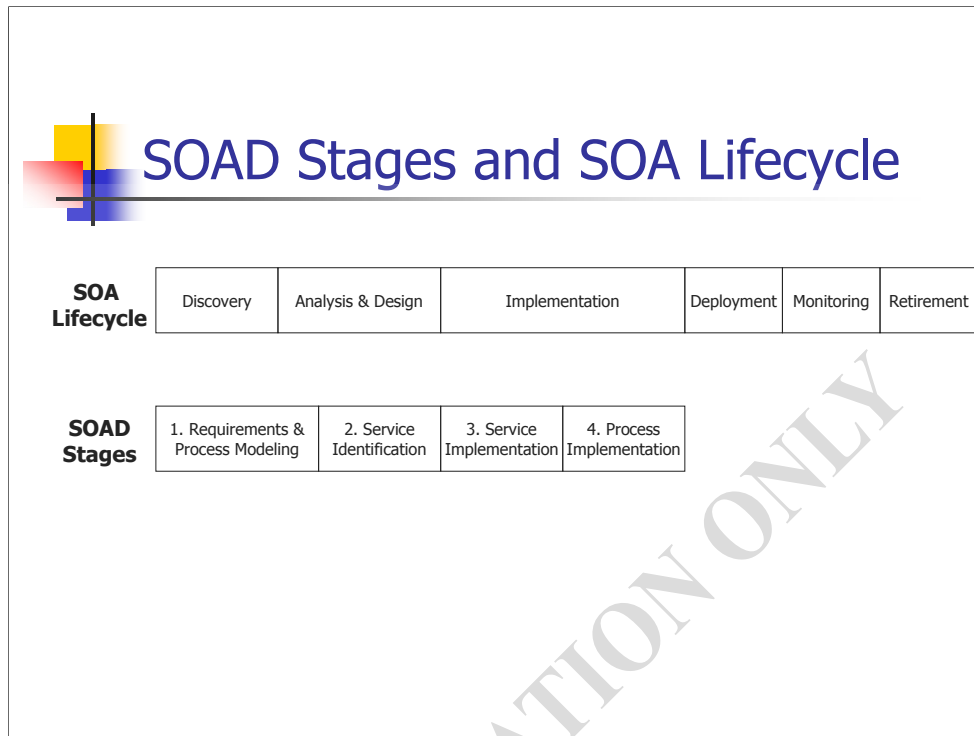 SOAD Stages and SOA Lifecycle
SOA
Lifecycle
Discovery
Analysis & Design
Implementation
Deployment
Monitoring
Retirement
SOAD
Stages
1. Requirements &
Process Modeling
2. Service
Identification
3. Service
Implementation
4. Process
Implementation
ATION ONLY